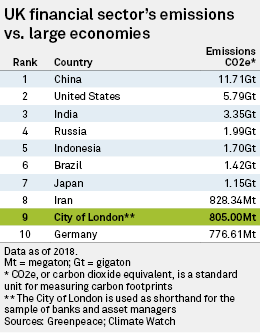 UK financial sector's emissions
vs. large economies
Emissions
Rank Country CO2e*
1 China 11.71Gt
2 United States 5.79Gt
3 India 3.35Gt
4 Russia 1.99Gt
5 Indonesia 1.70Gt
6 Brazil 1.42Gt
7 Japan 1.15Gt
8 Iran 828.34Mt
9 City of London** 805.00Mt
10 Germany 776.61Mt
Data as of 2018.
Mt = megaton; Gt = gigaton
* CO2e, or carbon dioxide equivalent, is a standard
unit for measuring carbon footprints
** The City of London is used as shorthand for the
sample of banks and asset managers
Sources: Greenpeace; Climate Watch